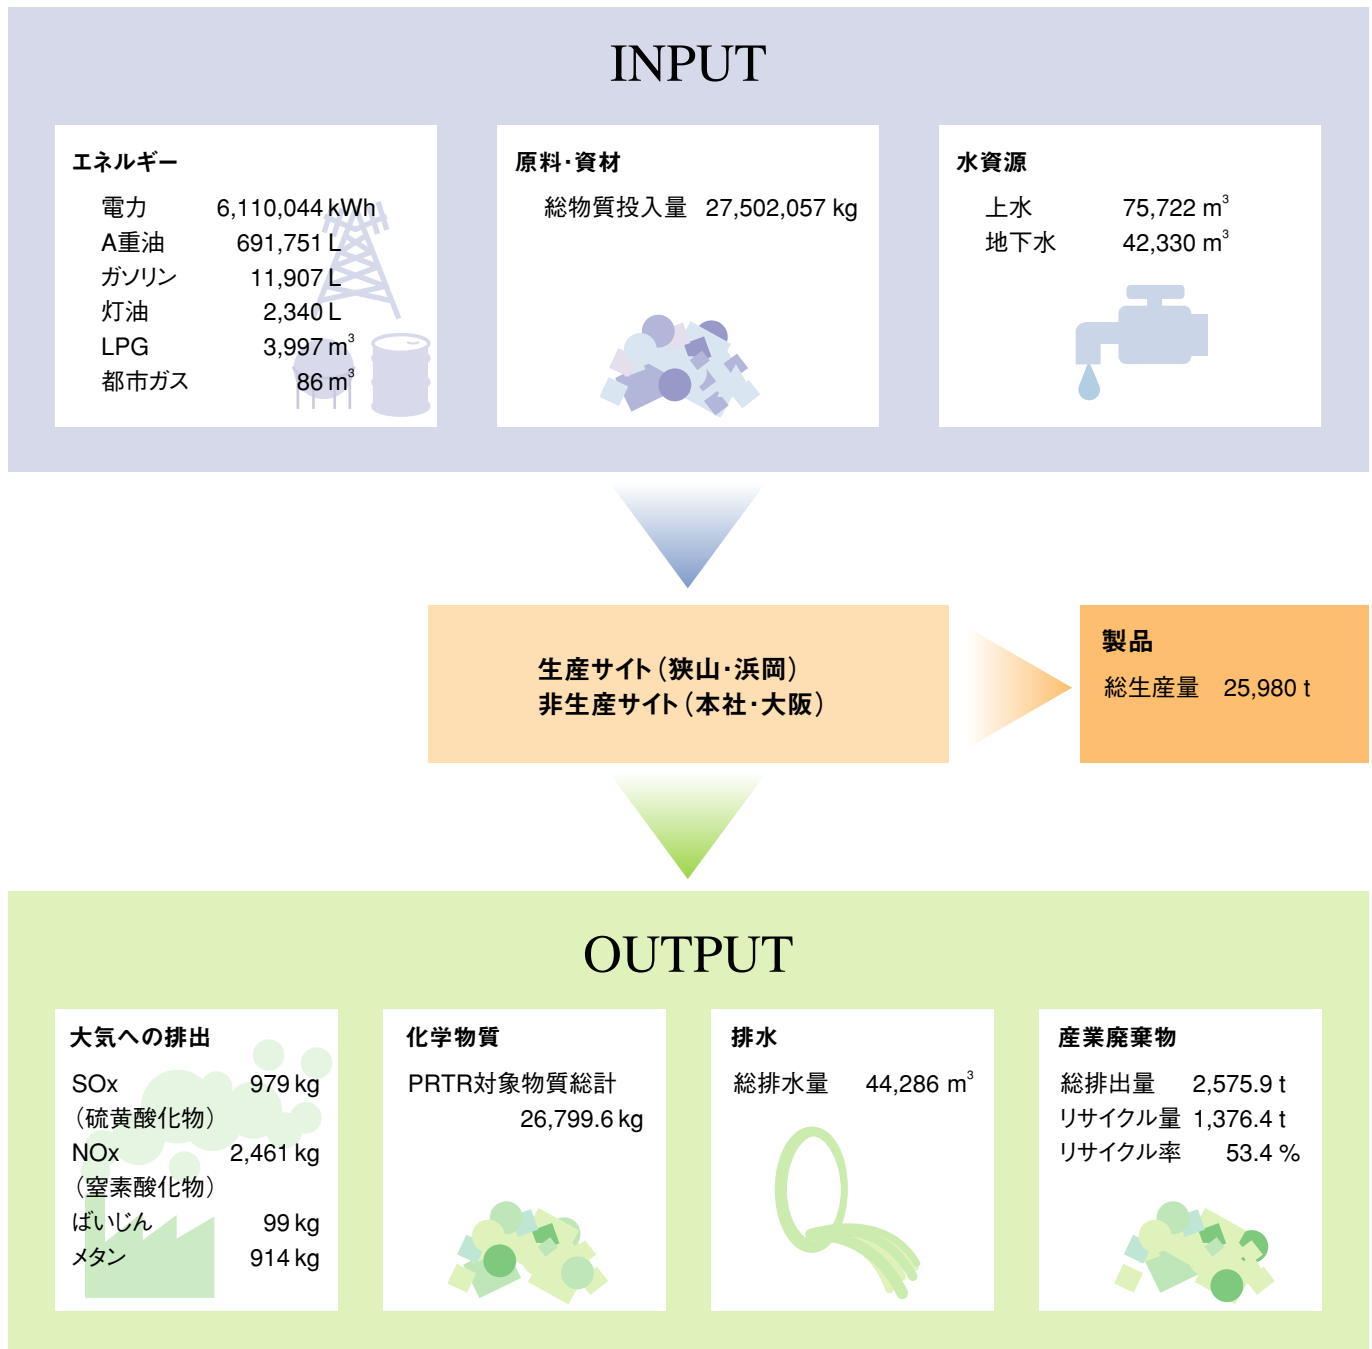 INPUT
エネルギー
電力 6,110,044 kWh
A重油 691,751 L
ガソリン 11,907 L
灯油 2,340 L
LPG 3,997 m³
都市ガス 86 m³
原料・資材
総物質投入量 27,502,057 kg
水資源
上水 75,722 m³
地下水 42,330 m³
生産サイト（狭山・浜岡）
非生産サイト（本社・大阪）
製品
総生産量 25,980 t
OUTPUT
大気への排出
SOx 979 kg
（硫黄酸化物）
NOx 2,461 kg
（窒素酸化物）
ばいじん 99 kg
メタン 914 kg
化学物質
PRTR対象物質総計
26,799.6 kg
排水
総排水量 44,286 m³
産業廃棄物
総排出量 2,575.9 t
リサイクル量 1,376.4 t
リサイクル率 53.4 %